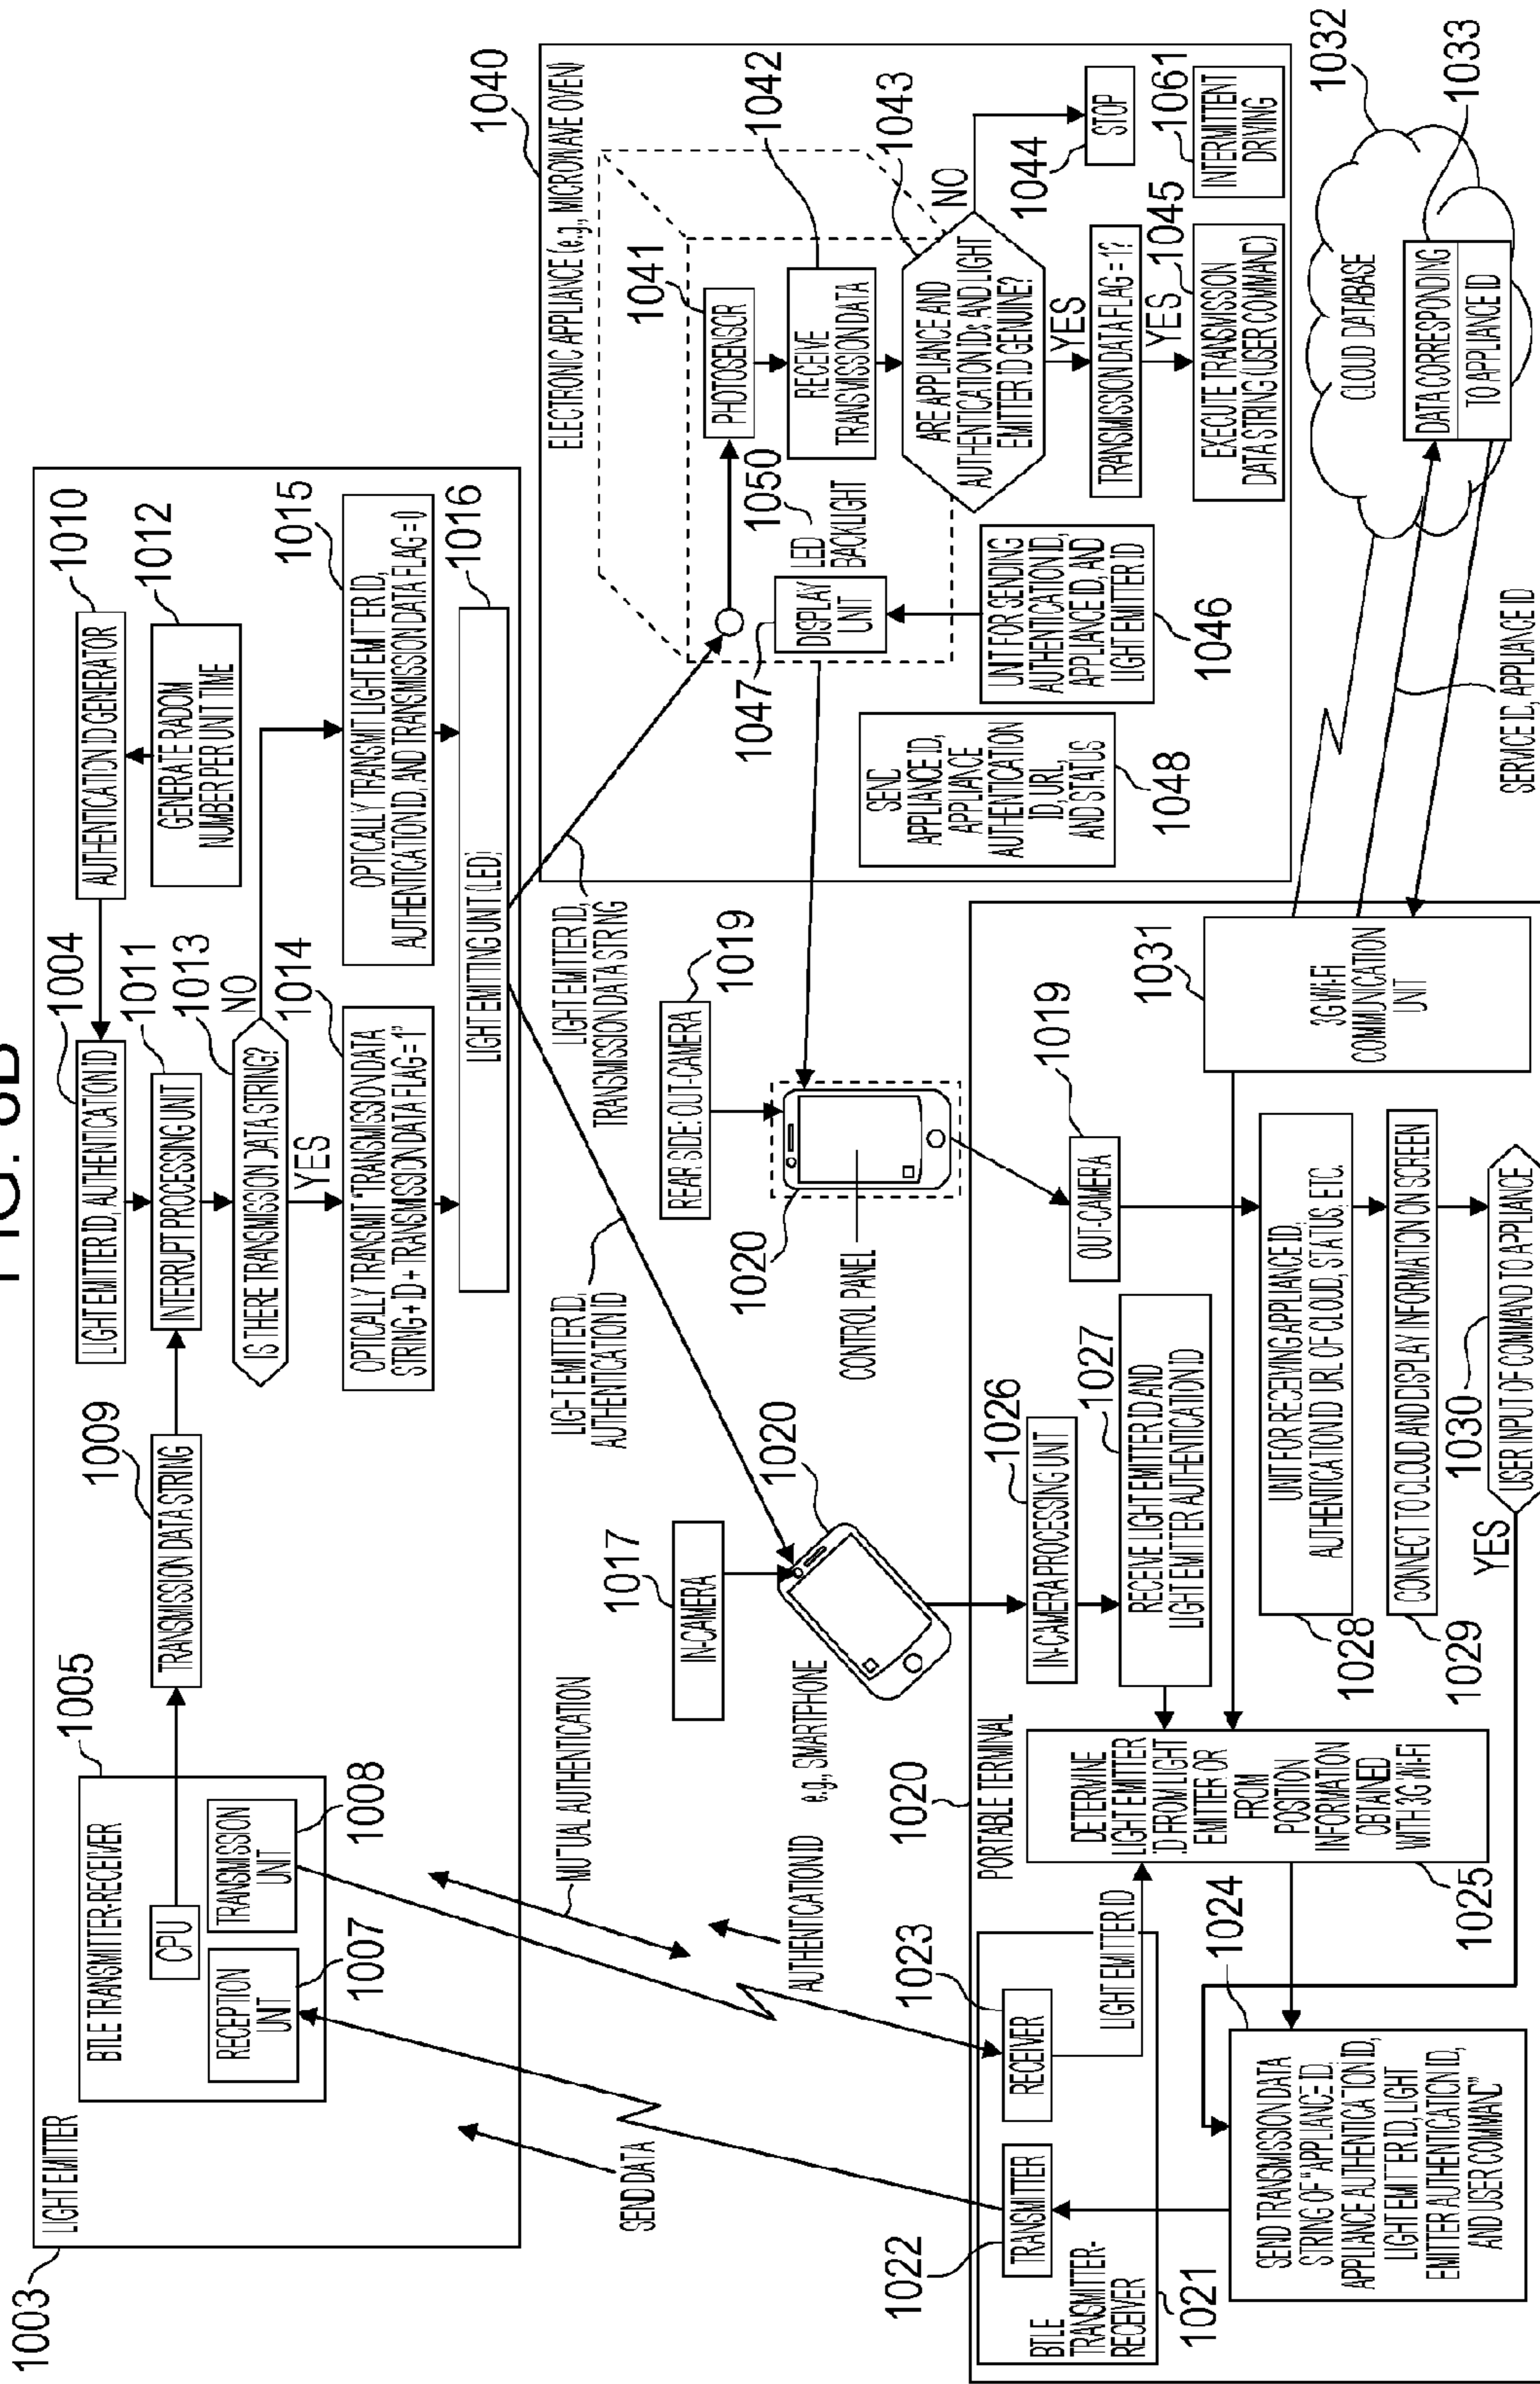 FIG. 8B
1003
LIGHT EMITTER
1005
BTLE TRANSMITTER-RECEIVER
CPU
RECEPTION
UNIT
1007
TRANSMISSION
UNIT
1008
1009
TRANSMISSION DATA STRING
1004
LIGHT EMITTER ID, AUTHENTICATION ID
1010
AUTHENTICATION ID GENERATOR
1011
INTERRUPT PROCESSING UNIT
1012
GENERATE RADOM
NUMBER PER UNIT TIME
1013
IS THERE TRANSMISSION DATA STRING?
NO
YES
1014
OPTICALLY TRANSMIT "TRANSMISSION DATA
STRING + ID + TRANSMISSION DATA FLAG = 1"
1015
OPTICALLY TRANSMIT LIGHT EMITTER ID,
AUTHENTICATION ID, AND TRANSMISSION DATA FLAG = 0
LIGHT EMITTING UNIT (LED)
1016
SEND DATA
MUTUAL AUTHENTICATION
AUTHENTICATION ID
LIGHT EMITTER ID,
AUTHENTICATION ID
LIGHT EMITTER ID,
TRANSMISSION DATA STRING
1017
IN-CAMERA
e.g., SMARTPHONE
1020
REAR SIDE: OUT-CAMERA
1019
1020
CONTROL PANEL
1040
ELECTRONIC APPLIANCE (e.g., MICROWAVE OVEN)
1041
PHOTOSENSOR
1042
RECEIVE
TRANSMISSION DATA
1043
ARE APPLIANCE AND
AUTHENTICATION IDs AND LIGHT
EMITTER ID GENUINE?
NO
YES
1044
STOP
TRANSMISSION DATA FLAG = 1?
YES
1045
EXECUTE TRANSMISSION
DATA STRING (USER COMMAND)
1061
INTERMITTENT
DRIVING
1050
LED
BACKLIGHT
1047
DISPLAY
UNIT
UNIT FOR SENDING
AUTHENTICATION ID,
APPLIANCE ID, AND
LIGHT EMITTER ID
1046
SEND
APPLIANCE ID,
APPLIANCE
AUTHENTICATION
ID, URL,
AND STATUS
1048
1020
PORTABLE TERMINAL
BTLE
TRANSMITTER-
RECEIVER
1021
1022
TRANSMITTER
1023
RECEIVER
LIGHT EMITTER ID
1024
SEND TRANSMISSION DATA
STRING OF "APPLIANCE ID,
APPLIANCE AUTHENTICATION ID,
LIGHT EMITTER ID, LIGHT
EMITTER AUTHENTICATION ID,
AND USER COMMAND"
DETERMINE
LIGHT EMITTER
ID FROM LIGHT
EMITTER OR
FROM
POSITION
INFORMATION
OBTAINED
WITH 3G Wi-Fi
1025
1026
IN-CAMERA PROCESSING UNIT
1027
RECEIVE LIGHT EMITTER ID AND
LIGHT EMITTER AUTHENTICATION ID
1019
OUT-CAMERA
UNIT FOR RECEIVING APPLIANCE ID,
AUTHENTICATION ID URL OF CLOUD, STATUS, ETC.
1028
CONNECT TO CLOUD AND DISPLAY INFORMATION ON SCREEN
1029
1030
USER INPUT OF COMMAND TO APPLIANCE
YES
1031
3G Wi-Fi
COMMUNICATION
UNIT
1032
CLOUD DATABASE
1033
DATA CORRESPONDING
TO APPLIANCE ID
SERVICE ID, APPLIANCE ID